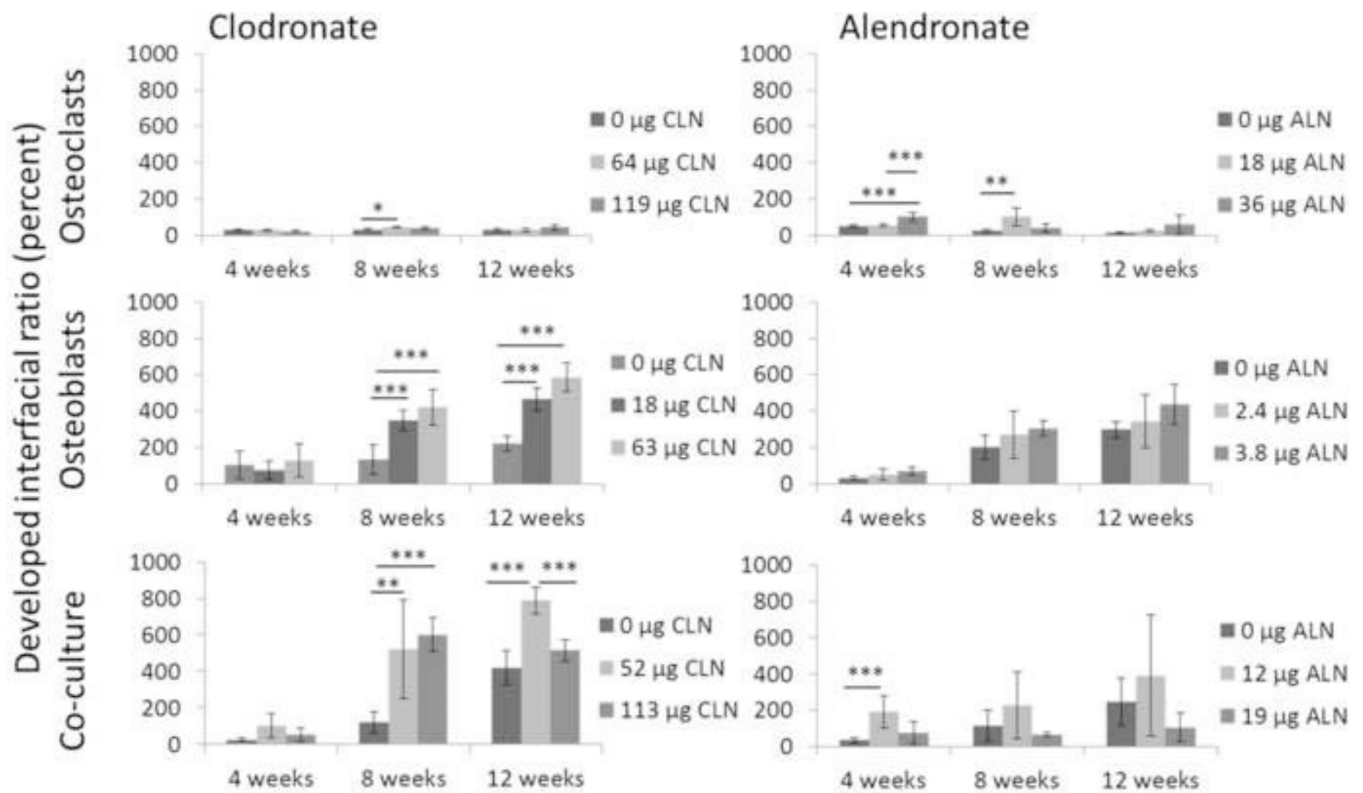 Clodronate
Alendronate
Developed interfacial ratio (percent)
Osteoclasts
1000
800
600
400
200
0
*
4 weeks
8 weeks
12 weeks
0 µg CLN
64 µg CLN
119 µg CLN
1000
800
600
400
200
0
***
***
**
4 weeks
8 weeks
12 weeks
0 µg ALN
18 µg ALN
36 µg ALN
Osteoblasts
1000
800
600
400
200
0
***
***
***
***
4 weeks
8 weeks
12 weeks
0 µg CLN
18 µg CLN
63 µg CLN
1000
800
600
400
200
0
4 weeks
8 weeks
12 weeks
0 µg ALN
2.4 µg ALN
3.8 µg ALN
Co-culture
1000
800
600
400
200
0
***
**
***
***
4 weeks
8 weeks
12 weeks
0 µg CLN
52 µg CLN
113 µg CLN
1000
800
600
400
200
0
***
4 weeks
8 weeks
12 weeks
0 µg ALN
12 µg ALN
19 µg ALN